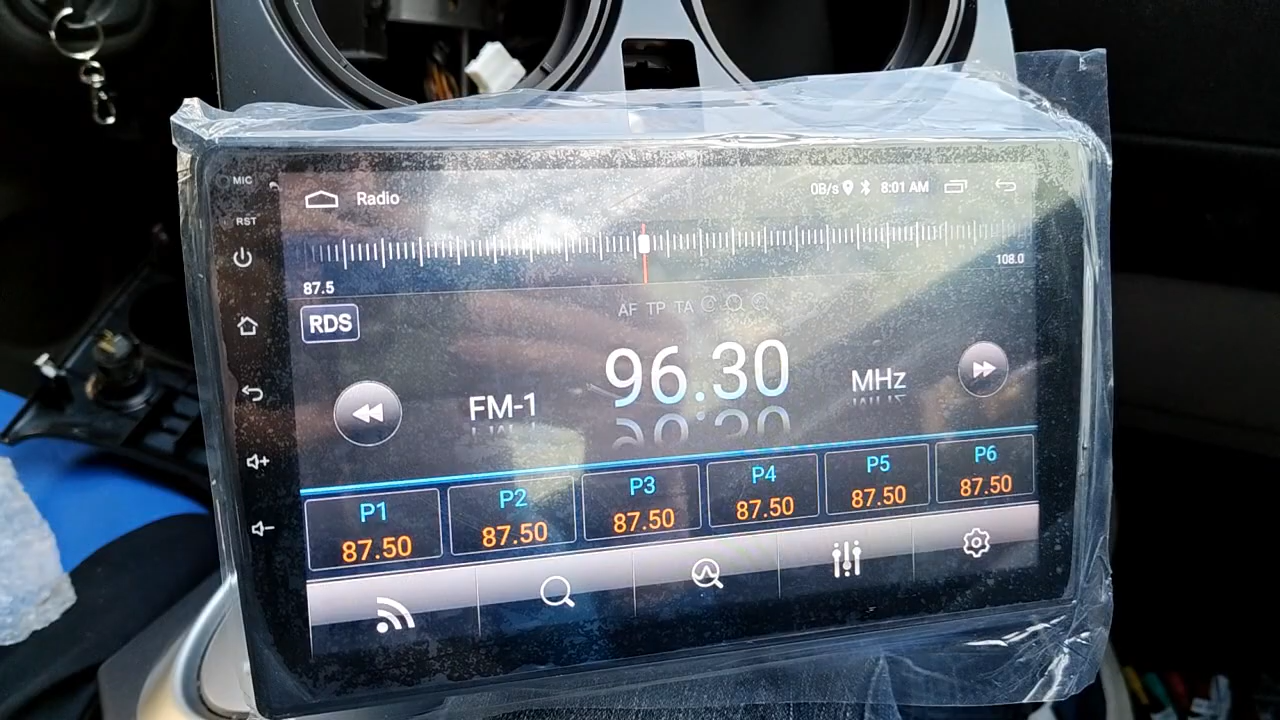 MIC
Radio
0B/s 8:01 AM
RST
87.5
108.0
RDS
AF TP TA
FM-1
96.30
MHz
P1
87.50
P2
87.50
P3
87.50
P4
87.50
P5
87.50
P6
87.50